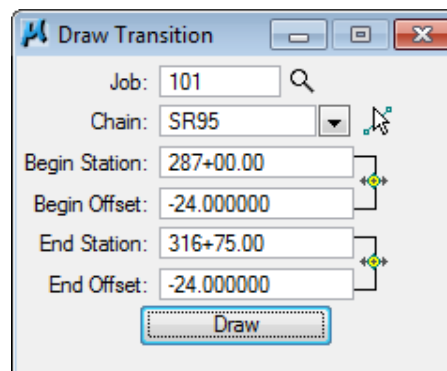 Draw Transition
Job: 101
Chain: SR95
Begin Station: 287+00.00
Begin Offset: -24.000000
End Station: 316+75.00
End Offset: -24.000000
Draw